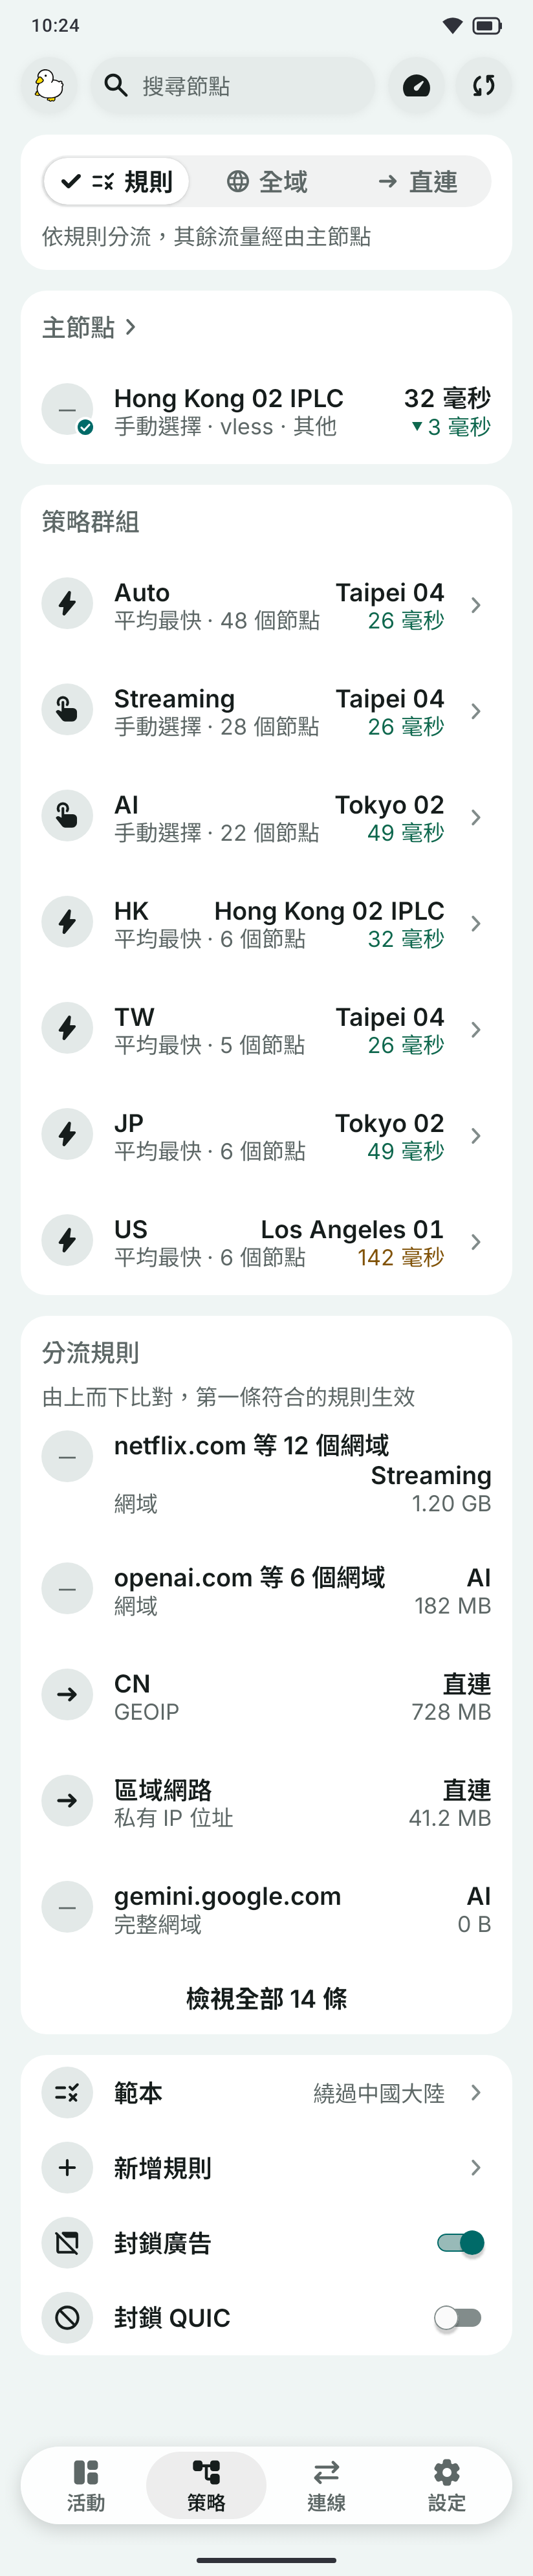 10:24
搜尋節點
規則
全域
直連
依規則分流，其餘流量經由主節點
主節點
Hong Kong 02 IPLC 32 毫秒
手動選擇 · vless · 其他 ▼3 毫秒
策略群組
Auto Taipei 04
平均最快 · 48 個節點 26 毫秒
Streaming Taipei 04
手動選擇 · 28 個節點 26 毫秒
AI Tokyo 02
手動選擇 · 22 個節點 49 毫秒
HK Hong Kong 02 IPLC
平均最快 · 6 個節點 32 毫秒
TW Taipei 04
平均最快 · 5 個節點 26 毫秒
JP Tokyo 02
平均最快 · 6 個節點 49 毫秒
US Los Angeles 01
平均最快 · 6 個節點 142 毫秒
分流規則
由上而下比對，第一條符合的規則生效
netflix.com 等 12 個網域
Streaming
網域 1.20 GB
openai.com 等 6 個網域 AI
網域 182 MB
CN 直連
GEOIP 728 MB
區域網路 直連
私有 IP 位址 41.2 MB
gemini.google.com AI
完整網域 0 B
檢視全部 14 條
範本 繞過中國大陸
新增規則
封鎖廣告
封鎖 QUIC
活動
策略
連線
設定